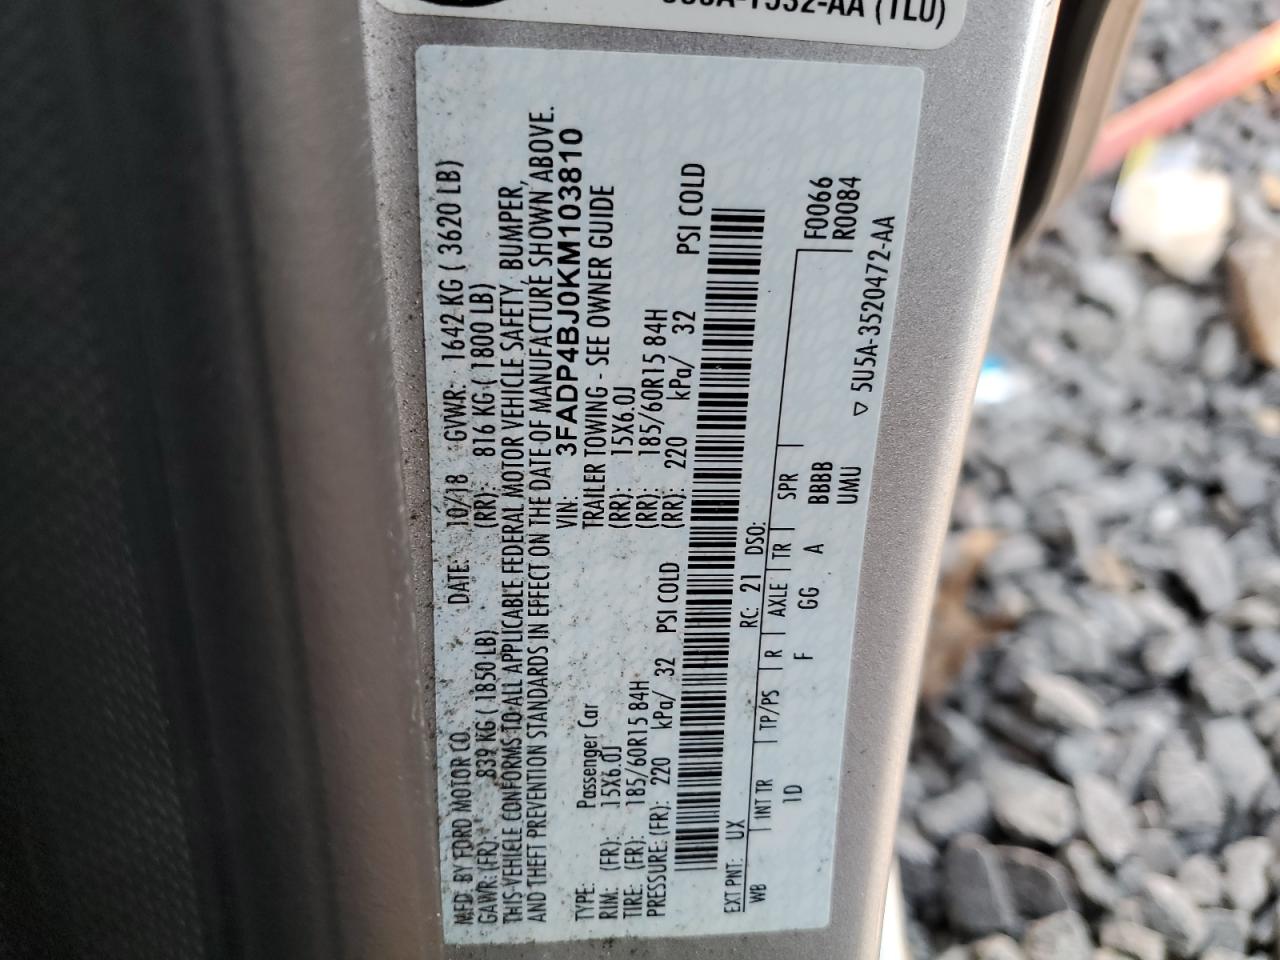 -AA (TLU)
MFD. BY FORD MOTOR CO. DATE: 10/18 GVWR: 1642 KG ( 3620 LB)
GAWR: (FR): 839 KG ( 1850 LB) (RR): 816 KG ( 1800 LB)
THIS VEHICLE CONFORMS TO ALL APPLICABLE FEDERAL MOTOR VEHICLE SAFETY, BUMPER,
AND THEFT PREVENTION STANDARDS IN EFFECT ON THE DATE OF MANUFACTURE SHOWN ABOVE.
VIN: 3FADP4BJ0KM103810
TYPE: Passenger Car TRAILER TOWING - SEE OWNER GUIDE
RIM: (FR): 15X6.0J (RR): 15X6.0J
TIRE: (FR): 185/60R15 84H (RR): 185/60R15 84H
PRESSURE: (FR): 220 kPa/ 32 PSI COLD (RR): 220 kPa/ 32 PSI COLD
EXT PNT: UX RC: 21 DSO:
WB INT TR TP/PS R AXLE TR SPR F0066
1D F GG A BBBB R0084
UMU
▽ 5U5A-3520472-AA